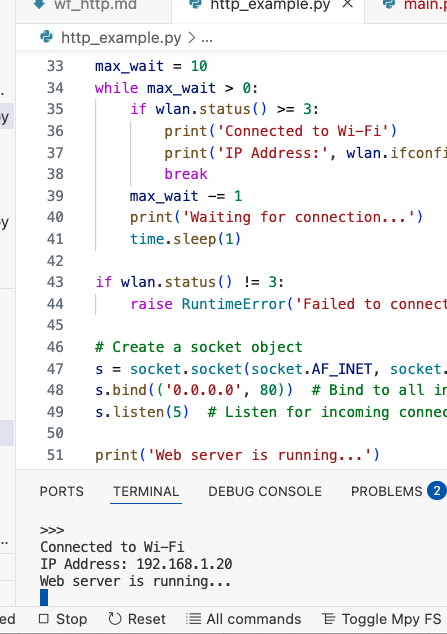 wf_http.md http_example.py × main.p
http_example.py > ...
33 max_wait = 10
34 while max_wait > 0:
35 if wlan.status() >= 3:
36 print('Connected to Wi-Fi')
37 print('IP Address:', wlan.ifconfi
38 break
39 max_wait -= 1
40 print('Waiting for connection...')
41 time.sleep(1)
42
43 if wlan.status() != 3:
44 raise RuntimeError('Failed to connect
45
46 # Create a socket object
47 s = socket.socket(socket.AF_INET, socket.
48 s.bind(('0.0.0.0', 80)) # Bind to all in
49 s.listen(5) # Listen for incoming connec
50
51 print('Web server is running...')
PORTS TERMINAL DEBUG CONSOLE PROBLEMS 2
>>>
Connected to Wi-Fi
IP Address: 192.168.1.20
Web server is running...
ed Stop Reset All commands Toggle Mpy FS